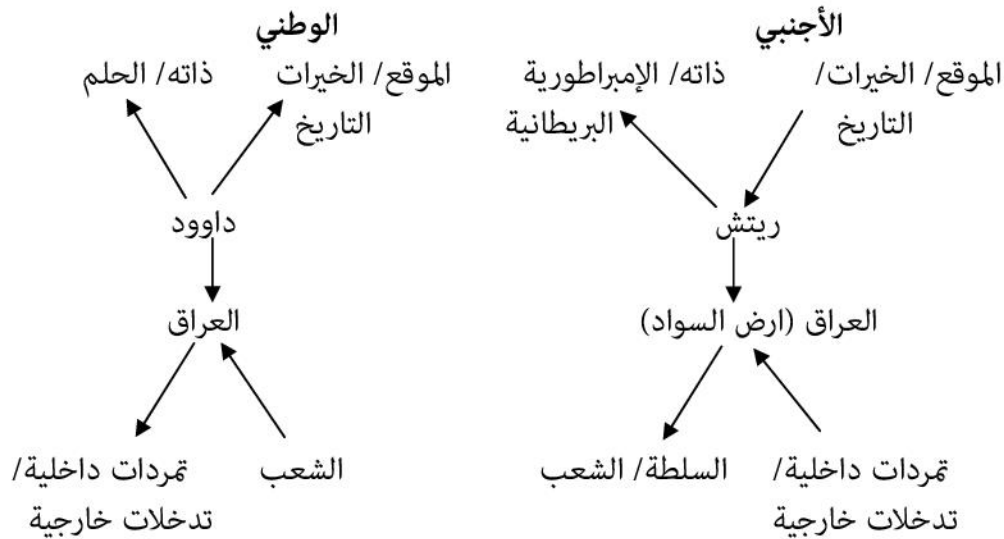 الأجنبي
الوطني
الموقع/ الخيرات/
ذاته/ الإمبراطورية
الموقع/ الخيرات
ذاته/ الحلم
التاريخ
البريطانية
التاريخ
ريتش
داوود
العراق (ارض السواد)
العراق
تمردات داخلية/
السلطة/ الشعب
الشعب
تمردات داخلية/
تدخلات خارجية
تدخلات خارجية